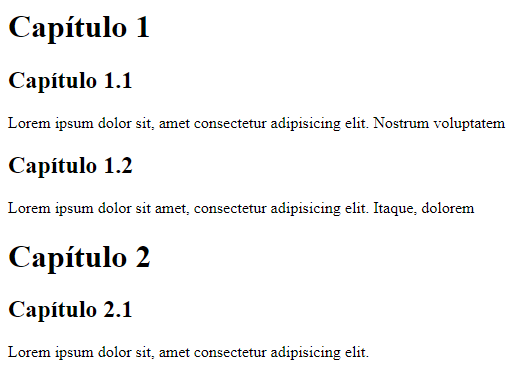 Capítulo 1
Capítulo 1.1
Lorem ipsum dolor sit, amet consectetur adipisicing elit. Nostrum voluptatem
Capítulo 1.2
Lorem ipsum dolor sit amet, consectetur adipisicing elit. Itaque, dolorem
Capítulo 2
Capítulo 2.1
Lorem ipsum dolor sit, amet consectetur adipisicing elit.